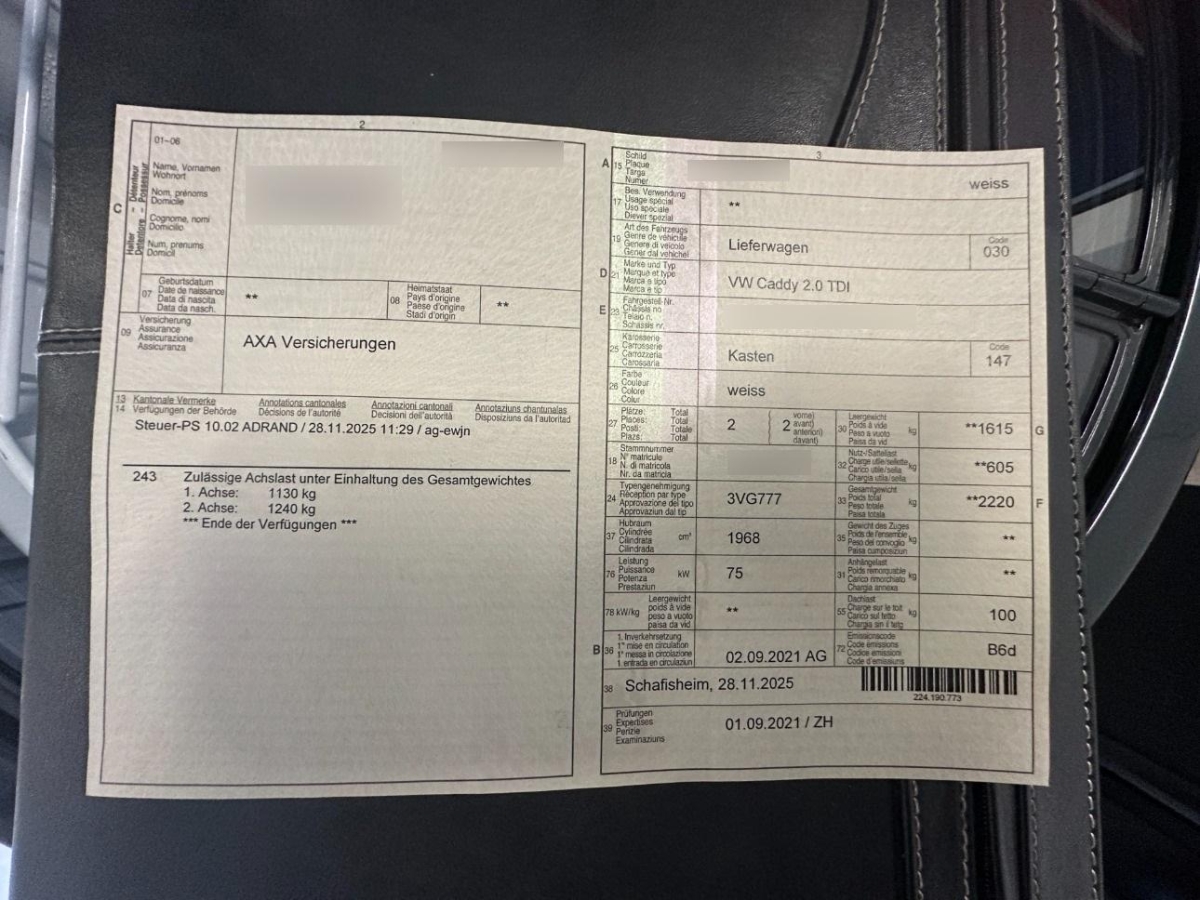 2
01-06
C
Halter Détenteur
Detentore Possessur
Name, Vornamen
Wohnort
Nom, prénoms
Domicile
Cognome, nomi
Domicilio
Num, prenums
Domicil
07
Geburtsdatum
Date de naissance
Data di nascita
Data da nasch.
**
08
Heimatstaat
Pays d'origine
Paese d'origine
Stadi d'origin
**
09
Versicherung
Assurance
Assicurazione
Assicuranza
AXA Versicherungen
13 Kantonale Vermerke Annotations cantonales Annotazioni cantonali Annotaziuns chantunalas
14 Verfügungen der Behörde Décisions de l'autorité Decisioni dell'autorità Disposiziuns da l'autoritad
Steuer-PS 10.02 ADRAND / 28.11.2025 11:29 / ag-ewjn
243 Zulässige Achslast unter Einhaltung des Gesamtgewichtes
1. Achse: 1130 kg
2. Achse: 1240 kg
*** Ende der Verfügungen ***
3
A 15
Schild
Plaque
Targa
Numer
weiss
17
Bes. Verwendung
Usage spécial
Uso speciale
Diever spezial
**
19
Art des Fahrzeugs
Genre de véhicule
Genere di veicolo
Gener dal vehichel
Lieferwagen
Code
030
D 21
Marke und Typ
Marque et type
Marca e tipo
Marca e tip
VW Caddy 2.0 TDI
E 23
Fahrgestell-Nr.
Châssis no
Telaio n.
Schassis nr.
25
Karosserie
Carrosserie
Carrozzeria
Carossaria
Kasten
Code
147
26
Farbe
Couleur
Colore
Colur
weiss
27
Plätze: Total
Places: Total
Posti: Totale
Plazs: Total
2
2
vorne)
avant)
anteriori)
davant)
30
Leergewicht
Poids à vide
Peso a vuoto
Paisa da vid
kg
**1615
G
18
Stammnummer
N° matricule
N. di matricola
Nr. da matricla
32
Nutz-/Sattellast
Charge utile/sellette
Carico utile/sella
Chargia utila/sella
kg
**605
24
Typengenehmigung
Réception par type
Approvazione del tipo
Approvaziun dal tip
3VG777
33
Gesamtgewicht
Poids total
Peso totale
Paisa totala
kg
**2220
F
37
Hubraum
Cylindrée
Cilindrata
Cilindrada
cm³
1968
35
Gewicht des Zuges
Poids de l'ensemble
Peso del convoglio
Paisa cumposiziun
kg
**
76
Leistung
Puissance
Potenza
Prestaziun
kW
75
31
Anhängelast
Poids remorquable
Carico rimorchiato
Chargia annexa
kg
**
78 kW/kg
Leergewicht
poids à vide
peso a vuoto
paisa da vid
**
55
Dachlast
Charge sur le toit
Carico sul tetto
Chargia sin il tetg
kg
100
B 36
1. Inverkehrsetzung
1re mise en circulation
1a messa in circolazione
1. entrada en circulaziun
02.09.2021 AG
72
Emissionscode
Code émissions
Codice emissioni
Code d'emissiuns
B6d
38
Schafisheim, 28.11.2025
224.190.773
39
Prüfungen
Expertises
Perizie
Examinaziuns
01.09.2021 / ZH